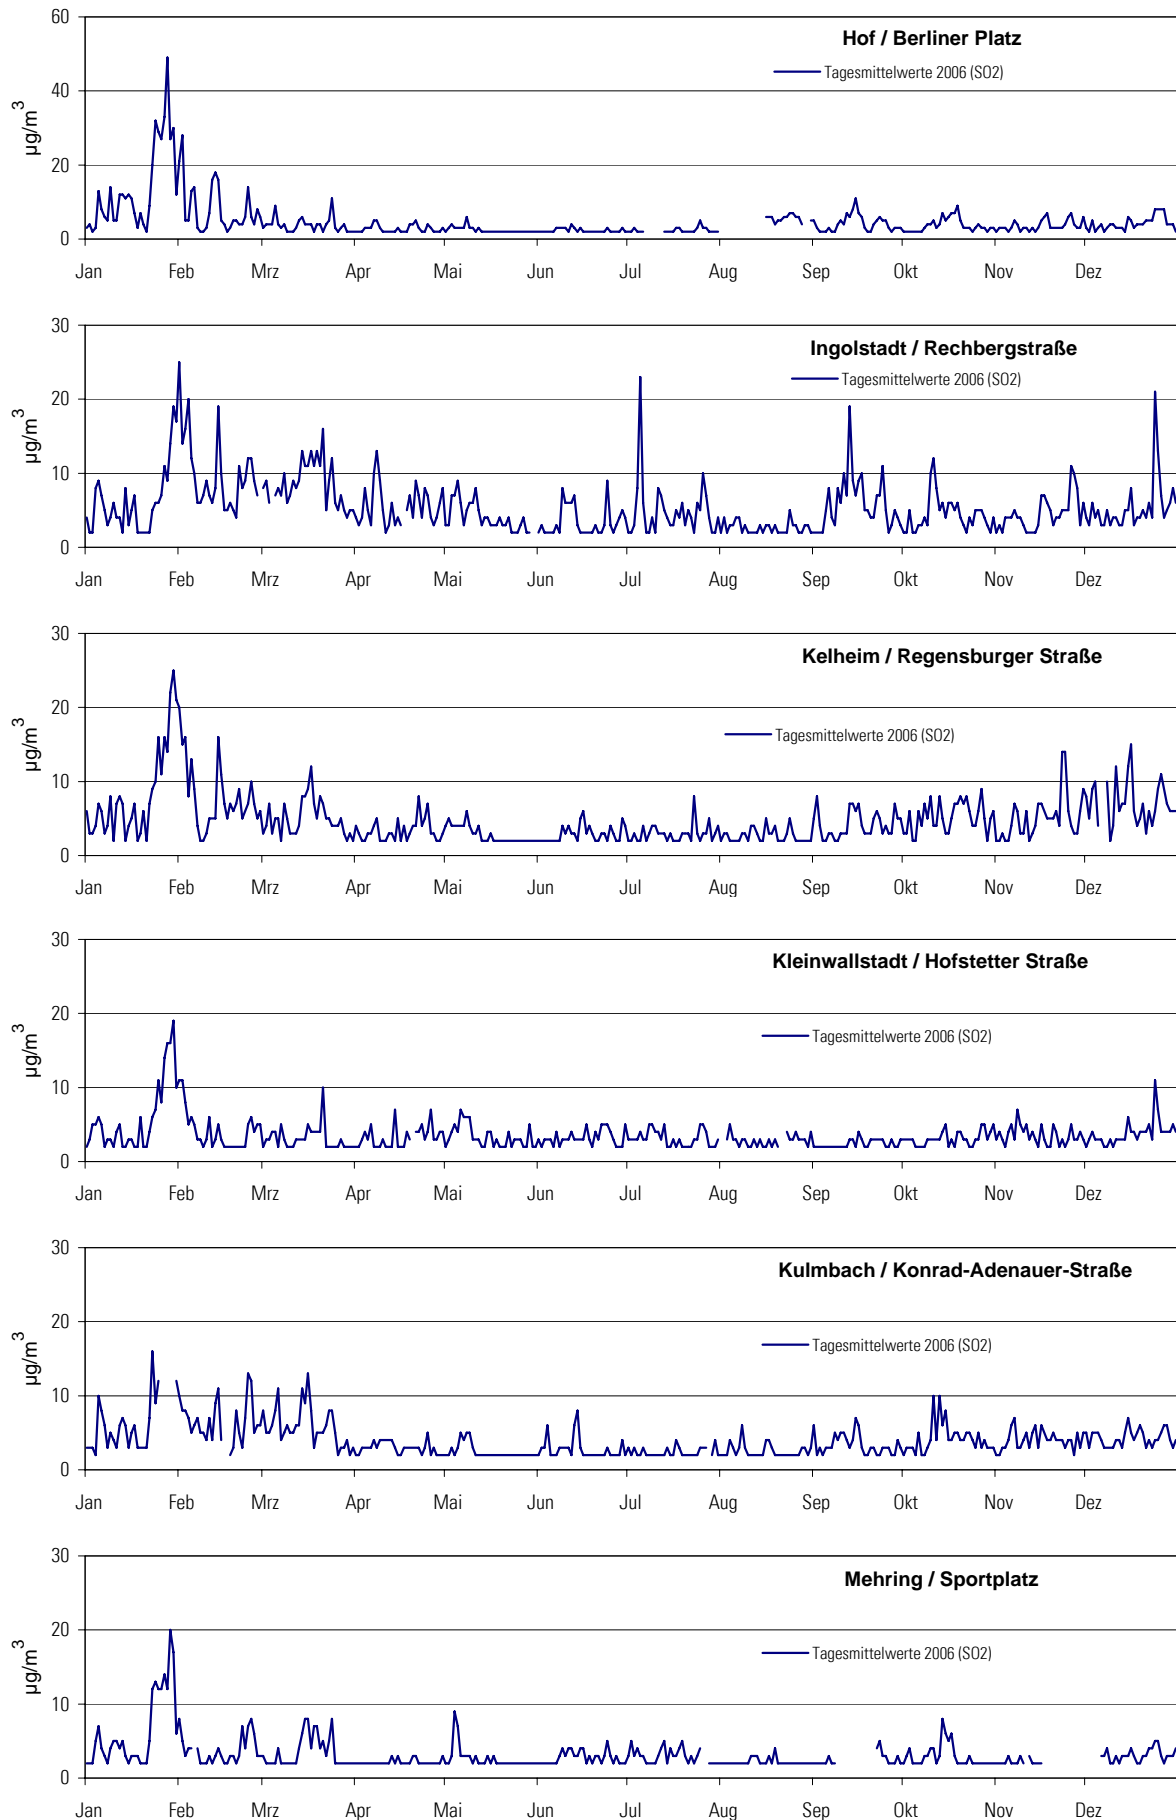 60
Hof / Berliner Platz
Tagesmittelwerte 2006 (SO2)
40
µg/m³
20
0
Jan Feb Mrz Apr Mai Jun Jul Aug Sep Okt Nov Dez
30
Ingolstadt / Rechbergstraße
Tagesmittelwerte 2006 (SO2)
20
µg/m³
10
0
Jan Feb Mrz Apr Mai Jun Jul Aug Sep Okt Nov Dez
30
Kelheim / Regensburger Straße
20
Tagesmittelwerte 2006 (SO2)
µg/m³
10
0
Jan Feb Mrz Apr Mai Jun Jul Aug Sep Okt Nov Dez
30
Kleinwallstadt / Hofstetter Straße
20
Tagesmittelwerte 2006 (SO2)
µg/m³
10
0
Jan Feb Mrz Apr Mai Jun Jul Aug Sep Okt Nov Dez
30
Kulmbach / Konrad-Adenauer-Straße
20
Tagesmittelwerte 2006 (SO2)
µg/m³
10
0
Jan Feb Mrz Apr Mai Jun Jul Aug Sep Okt Nov Dez
30
Mehring / Sportplatz
20
Tagesmittelwerte 2006 (SO2)
µg/m³
10
0
Jan Feb Mrz Apr Mai Jun Jul Aug Sep Okt Nov Dez